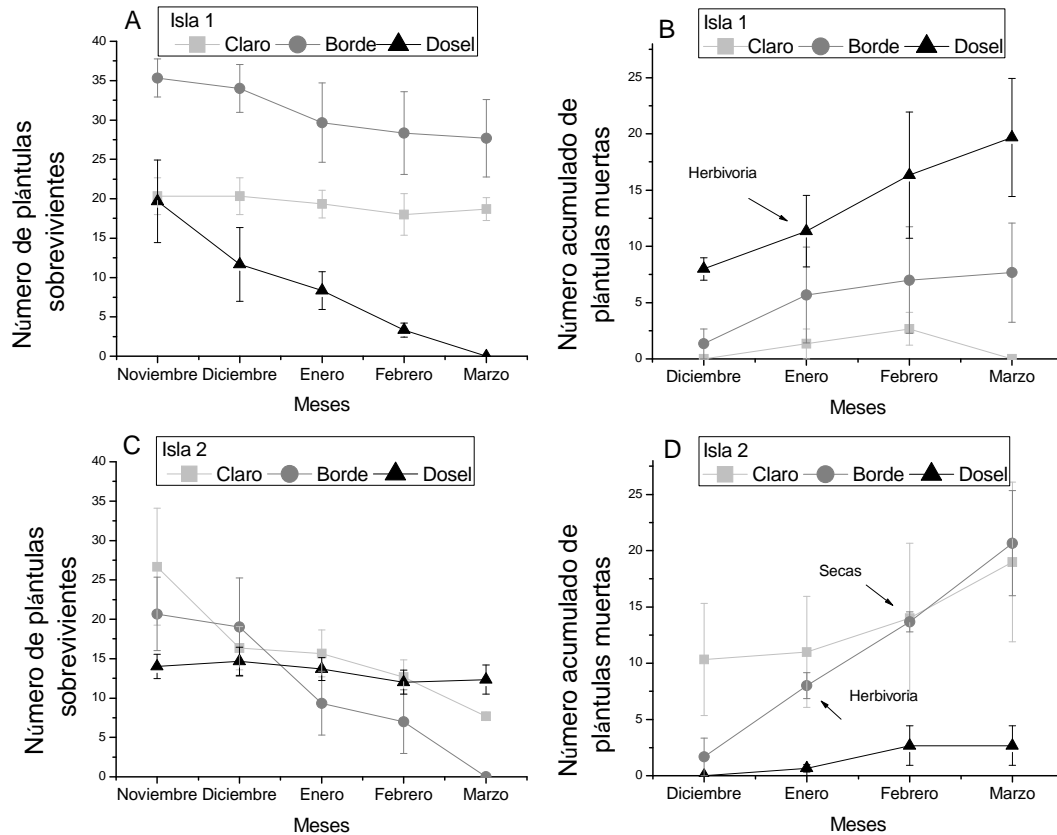 A
Isla 1
Claro Borde Dosel
Número de plántulas
sobrevivientes
40
35
30
25
20
15
10
5
0
Noviembre Diciembre Enero Febrero Marzo
Meses
B
Isla 1
Claro Borde Dosel
Número acumulado de
plántulas muertas
25
20
15
10
5
0
Herbivoria
Diciembre Enero Febrero Marzo
Meses
C
Isla 2
Claro Borde Dosel
Número de plántulas
sobrevivientes
40
35
30
25
20
15
10
5
0
Noviembre Diciembre Enero Febrero Marzo
Meses
D
Isla 2
Claro Borde Dosel
Número acumulado de
plántulas muertas
25
20
15
10
5
0
Secas
Herbivoria
Diciembre Enero Febrero Marzo
Meses